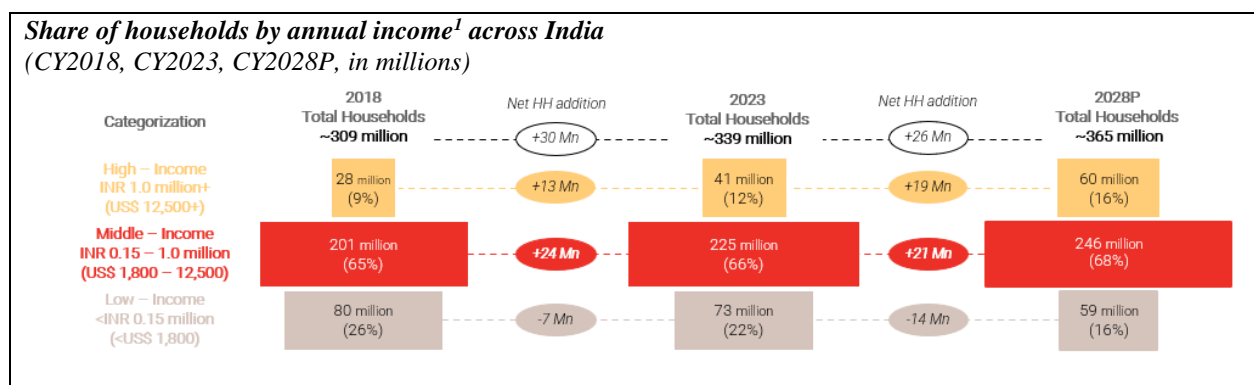 Share of households by annual income¹ across India
(CY2018, CY2023, CY2028P, in millions)
Categorization
2018
Total Households
~309 million
Net HH addition
+30 Mn
2023
Total Households
~339 million
Net HH addition
+26 Mn
2028P
Total Households
~365 million
High – Income
INR 1.0 million+
(US$ 12,500+)
28 million
(9%)
+13 Mn
41 million
(12%)
+19 Mn
60 million
(16%)
Middle – Income
INR 0.15 – 1.0 million
(US$ 1,800 – 12,500)
201 million
(65%)
+24 Mn
225 million
(66%)
+21 Mn
246 million
(68%)
Low – Income
<INR 0.15 million
(<US$ 1,800)
80 million
(26%)
-7 Mn
73 million
(22%)
-14 Mn
59 million
(16%)